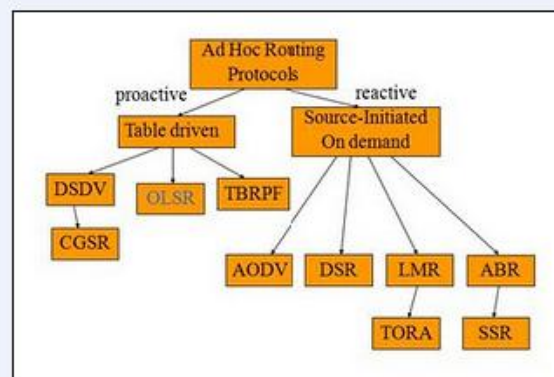 Ad Hoc Routing
Protocols
proactive
reactive
Table driven
Source-Initiated
On demand
DSDV
OLSR
TBRPF
CGSR
AODV
DSR
LMR
ABR
TORA
SSR